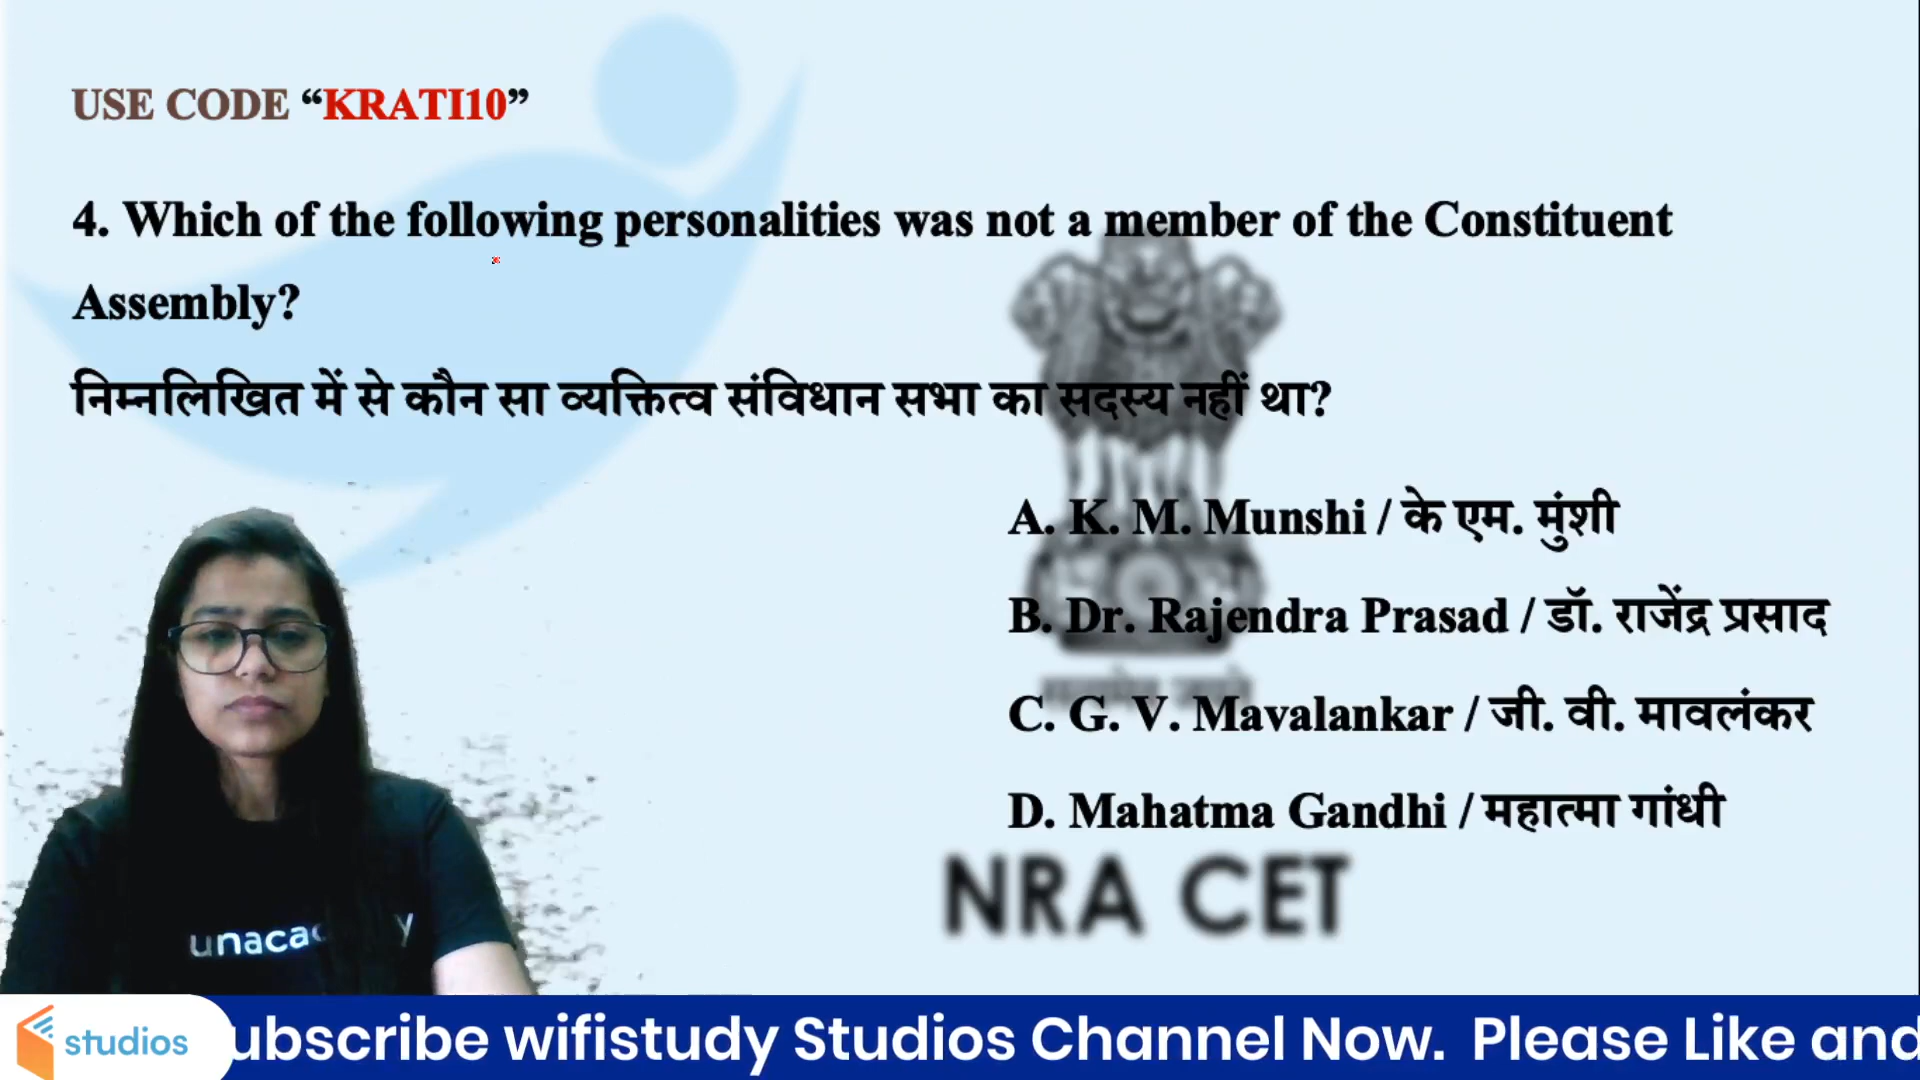 USE CODE “KRATI10”
4. Which of the following personalities was not a member of the Constituent
Assembly?
निम्नलिखित में से कौन सा व्यक्तित्व संविधान सभा का सदस्य नहीं था?
A. K. M. Munshi / के एम. मुंशी
B. Dr. Rajendra Prasad / डॉ. राजेंद्र प्रसाद
C. G. V. Mavalankar / जी. वी. मावलंकर
D. Mahatma Gandhi / महात्मा गांधी
NRA CET
studios
ubscribe wifistudy Studios Channel Now. Please Like and